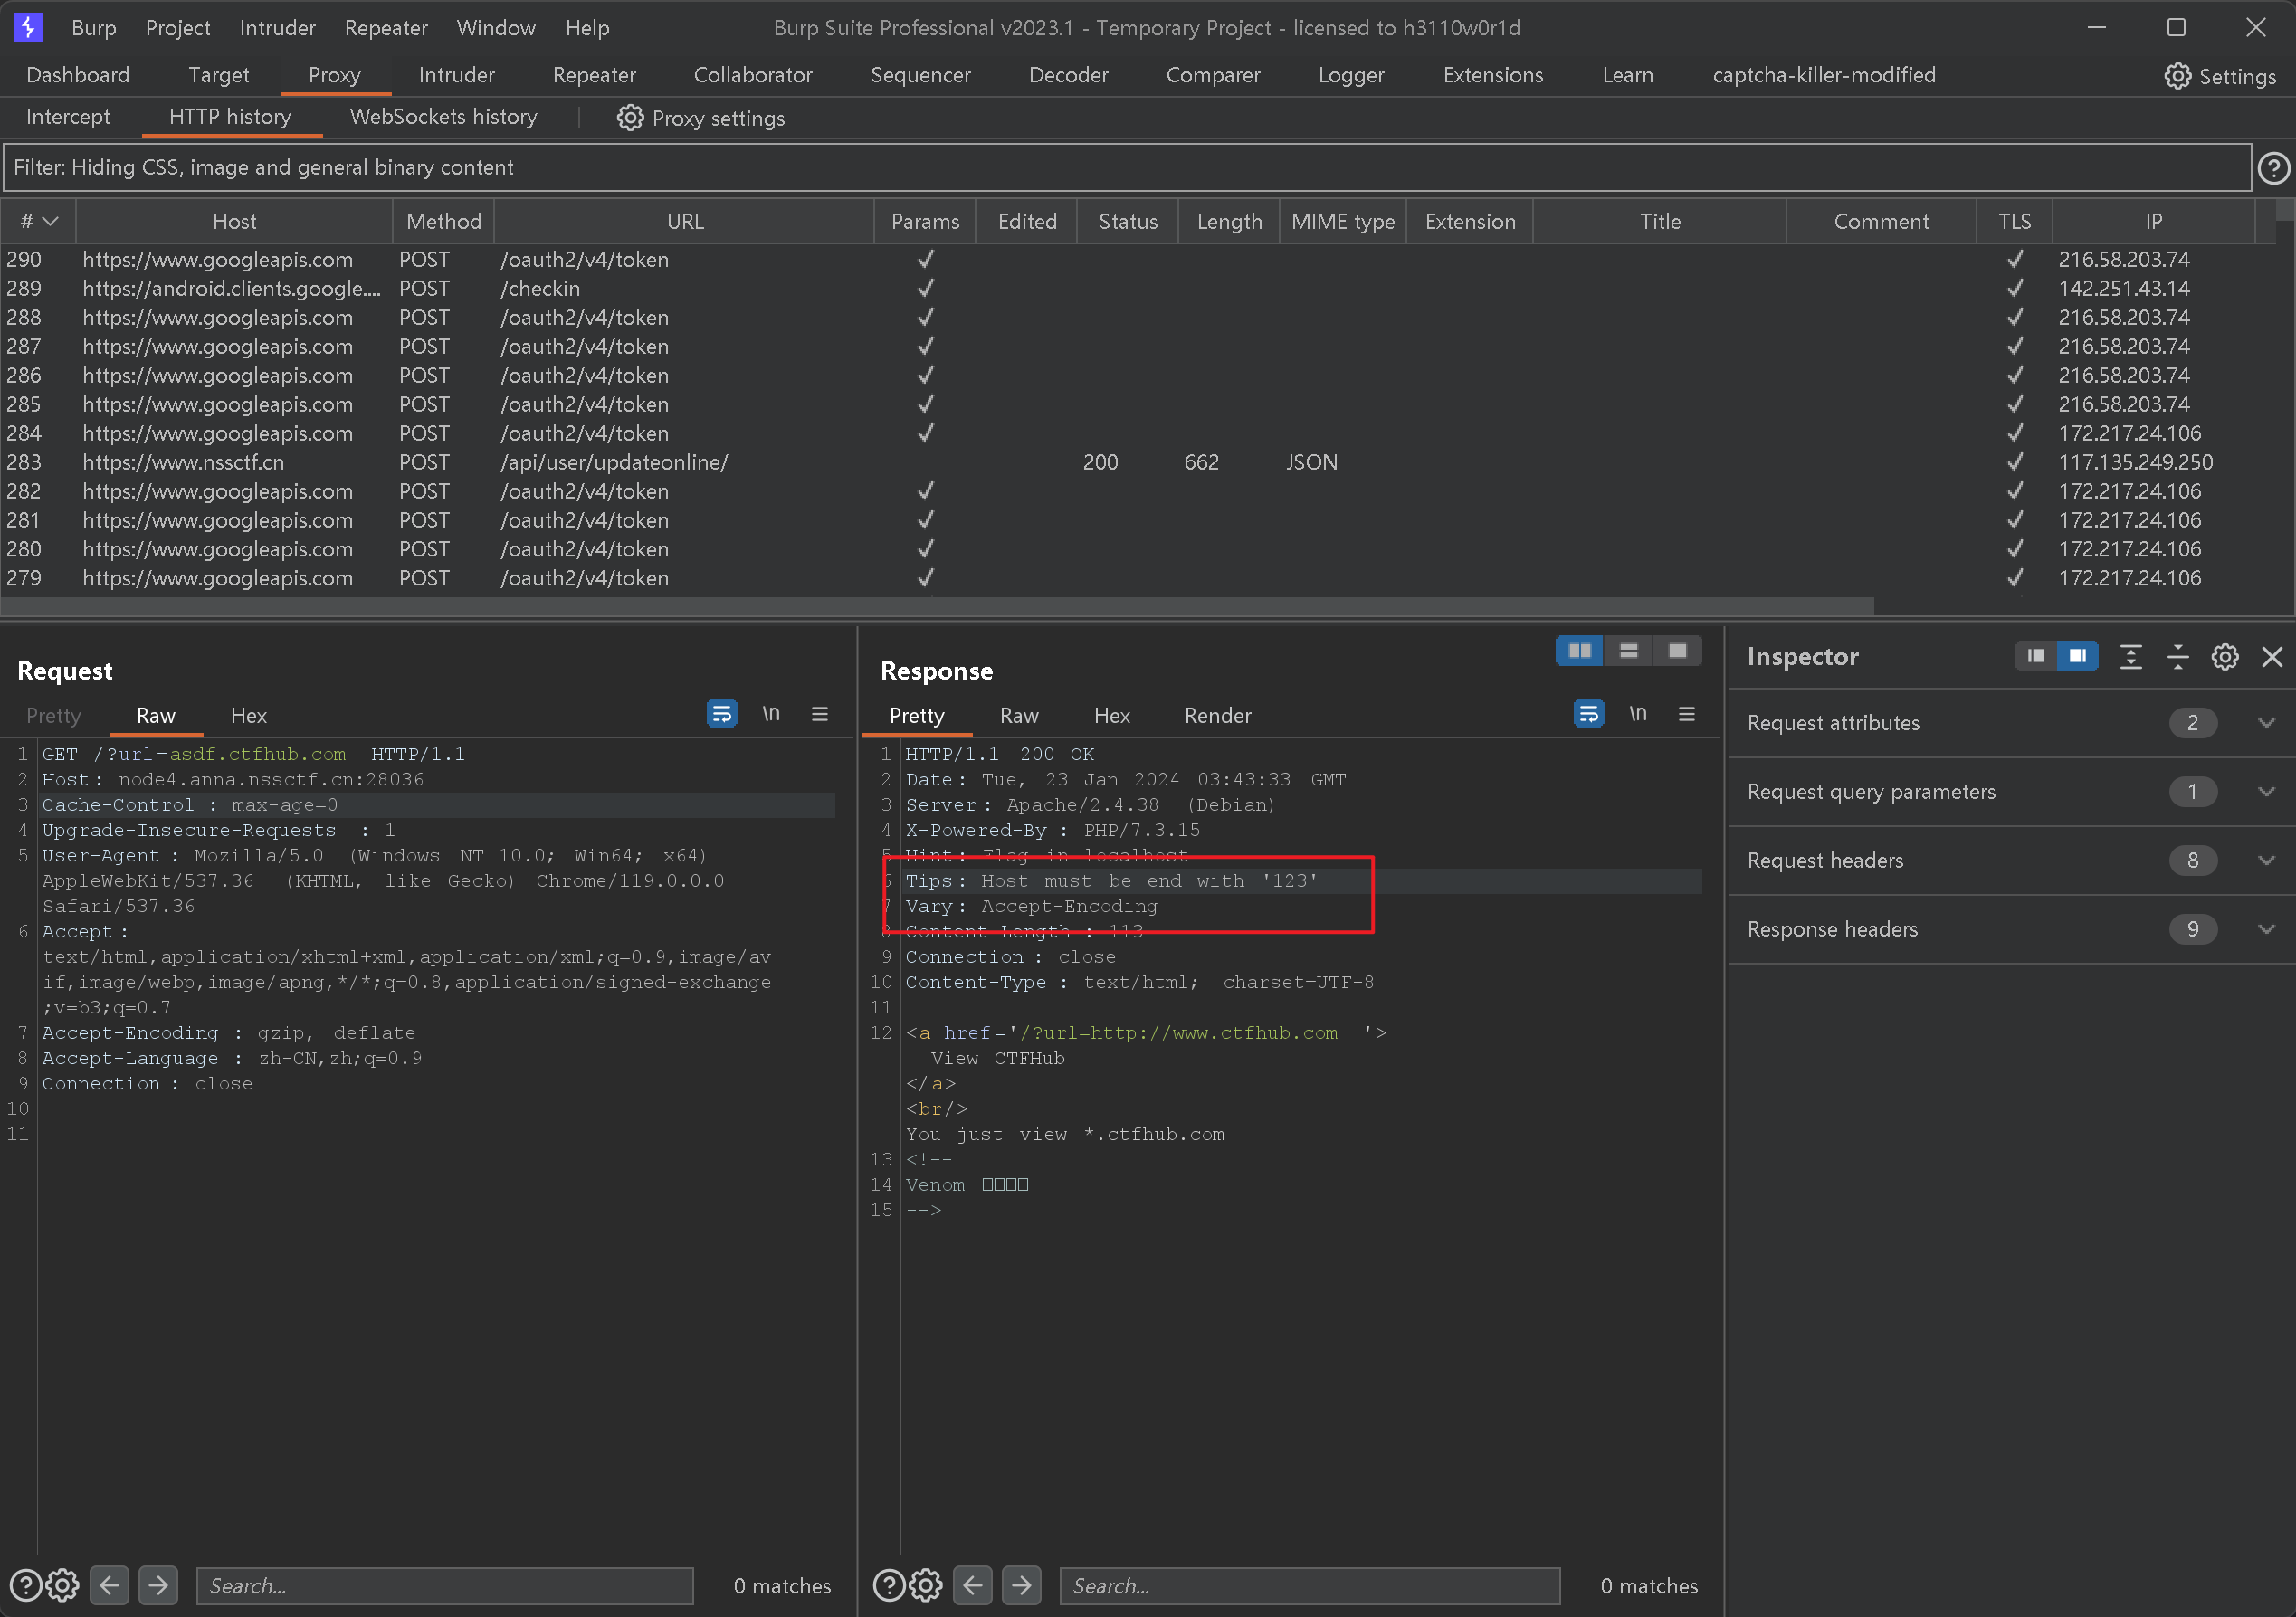 Burp Project Intruder Repeater Window Help Burp Suite Professional v2023.1 - Temporary Project - licensed to h3110w0r1d
Dashboard Target Proxy Intruder Repeater Collaborator Sequencer Decoder Comparer Logger Extensions Learn captcha-killer-modified Settings
Intercept HTTP history WebSockets history Proxy settings
Filter: Hiding CSS, image and general binary content
# Host Method URL Params Edited Status Length MIME type Extension Title Comment TLS IP
290 https://www.googleapis.com POST /oauth2/v4/token ✓ ✓ 216.58.203.74
289 https://android.clients.google.... POST /checkin ✓ ✓ 142.251.43.14
288 https://www.googleapis.com POST /oauth2/v4/token ✓ ✓ 216.58.203.74
287 https://www.googleapis.com POST /oauth2/v4/token ✓ ✓ 216.58.203.74
286 https://www.googleapis.com POST /oauth2/v4/token ✓ ✓ 216.58.203.74
285 https://www.googleapis.com POST /oauth2/v4/token ✓ ✓ 216.58.203.74
284 https://www.googleapis.com POST /oauth2/v4/token ✓ ✓ 172.217.24.106
283 https://www.nssctf.cn POST /api/user/updateonline/ 200 662 JSON ✓ 117.135.249.250
282 https://www.googleapis.com POST /oauth2/v4/token ✓ ✓ 172.217.24.106
281 https://www.googleapis.com POST /oauth2/v4/token ✓ ✓ 172.217.24.106
280 https://www.googleapis.com POST /oauth2/v4/token ✓ ✓ 172.217.24.106
279 https://www.googleapis.com POST /oauth2/v4/token ✓ ✓ 172.217.24.106
Request
Pretty Raw Hex \n
1 GET /?url=asdf.ctfhub.com HTTP/1.1
2 Host: node4.anna.nssctf.cn:28036
3 Cache-Control : max-age=0
4 Upgrade-Insecure-Requests : 1
5 User-Agent : Mozilla/5.0 (Windows NT 10.0; Win64; x64)
AppleWebKit/537.36 (KHTML, like Gecko) Chrome/119.0.0.0
Safari/537.36
6 Accept :
text/html,application/xhtml+xml,application/xml;q=0.9,image/av
if,image/webp,image/apng,*/*;q=0.8,application/signed-exchange
;v=b3;q=0.7
7 Accept-Encoding : gzip, deflate
8 Accept-Language : zh-CN,zh;q=0.9
9 Connection : close
10
11
Search... 0 matches
Response
Pretty Raw Hex Render \n
1 HTTP/1.1 200 OK
2 Date: Tue, 23 Jan 2024 03:43:33 GMT
3 Server: Apache/2.4.38 (Debian)
4 X-Powered-By : PHP/7.3.15
5 Hint: Flag in localhost
6 Tips: Host must be end with '123'
7 Vary: Accept-Encoding
8 Content-Length : 113
9 Connection : close
10 Content-Type : text/html; charset=UTF-8
11
12 <a href='/?url=http://www.ctfhub.com '>
View CTFHub
</a>
<br/>
You just view *.ctfhub.com
13 <!--
14 Venom □□□□
15 -->
Search... 0 matches
Inspector
Request attributes 2
Request query parameters 1
Request headers 8
Response headers 9